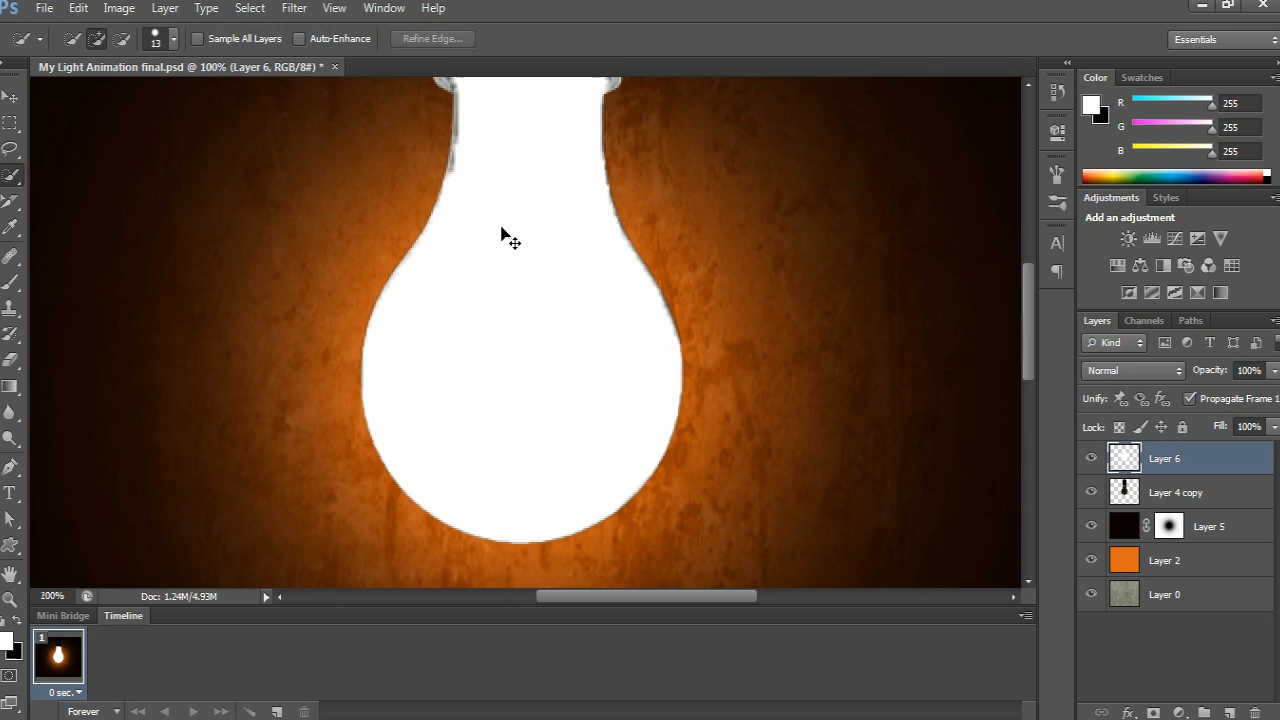 Ps File Edit Image Layer Type Select Filter View Window Help
13 Sample All Layers Auto-Enhance Refine Edge... Essentials
My Light Animation final.psd @ 100% (Layer 6, RGB/8#) * ×
Color Swatches
R 255
G 255
B 255
Adjustments Styles
Add an adjustment
A|
Layers Channels Paths
Kind
Normal Opacity: 100%
Unify: Propagate Frame 1
Lock: Fill: 100%
Layer 6
Layer 4 copy
Layer 5
Layer 2
Layer 0
200% Doc: 1.24M/4.93M
Mini Bridge Timeline
1
0 sec.
Forever
fx